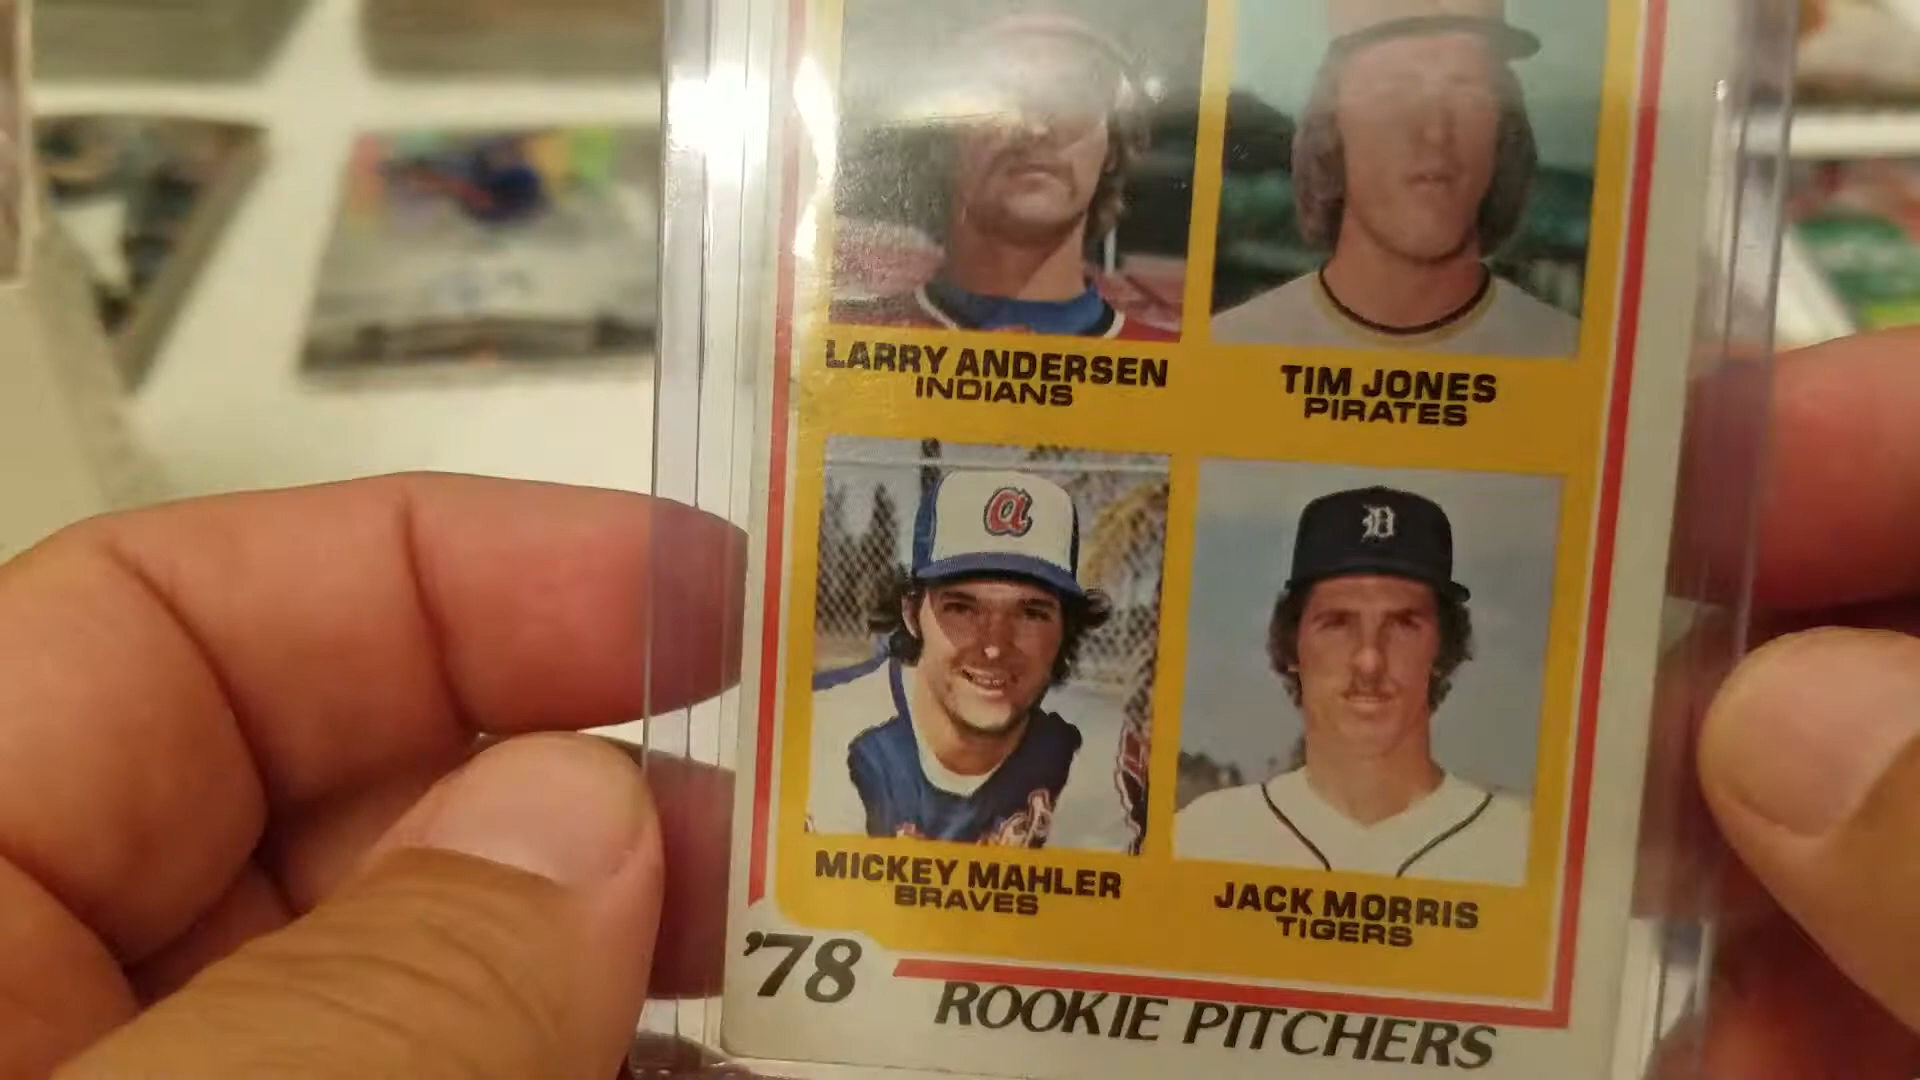 LARRY ANDERSEN
INDIANS
TIM JONES
PIRATES
a
D
MICKEY MAHLER
BRAVES
JACK MORRIS
TIGERS
'78
ROOKIE PITCHERS